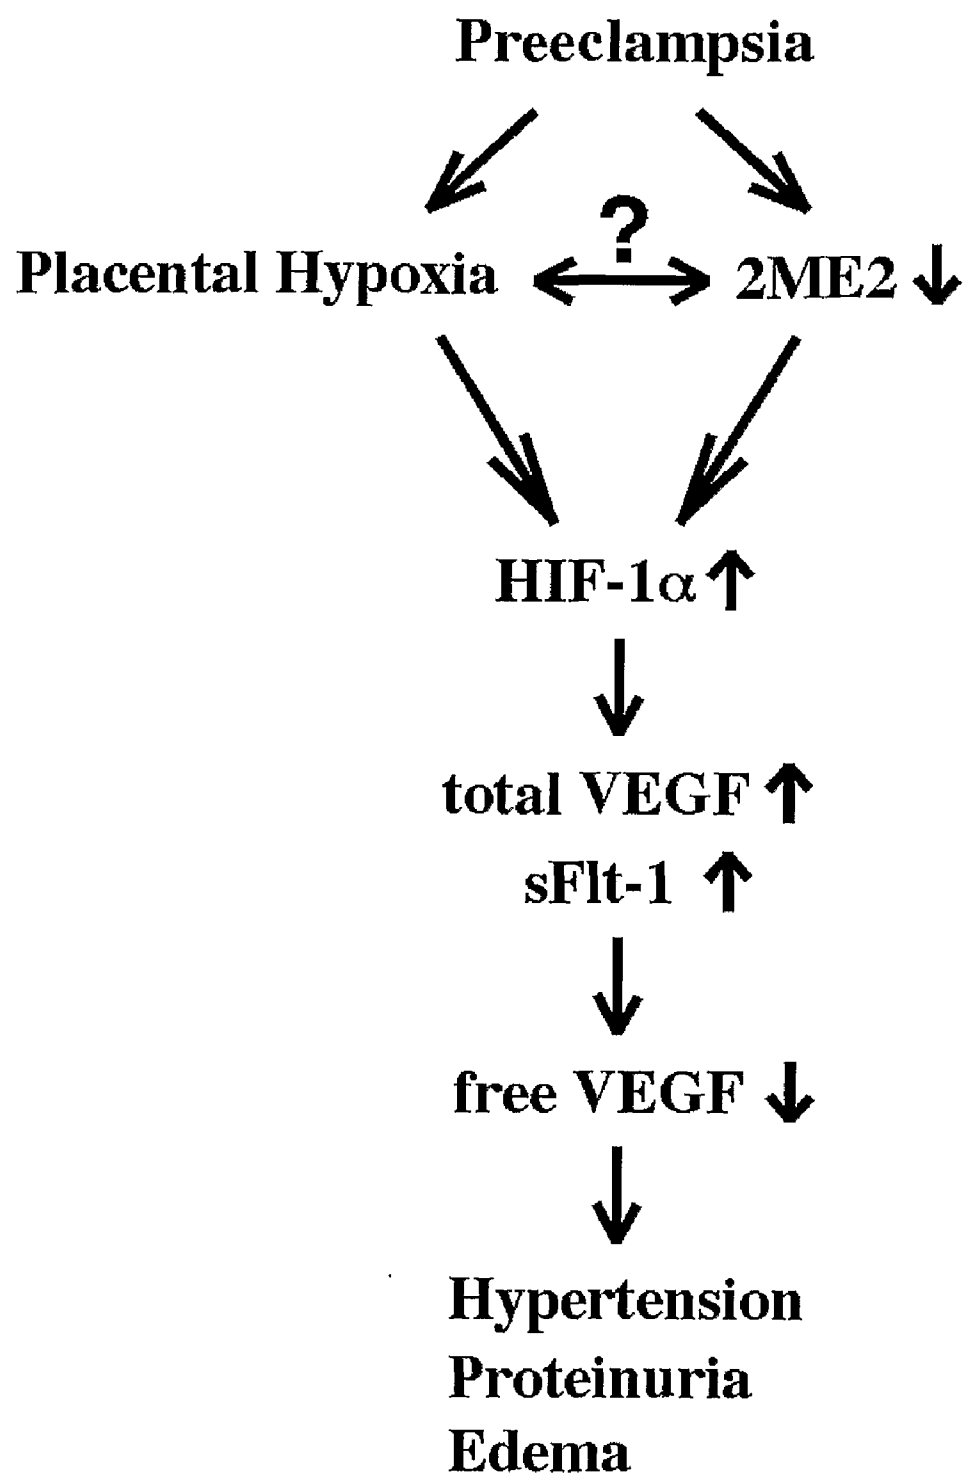 Preeclampsia
?
Placental Hypoxia 2ME2 ↓
HIF-1α ↑
total VEGF ↑
sFlt-1 ↑
free VEGF ↓
Hypertension
Proteinuria
Edema